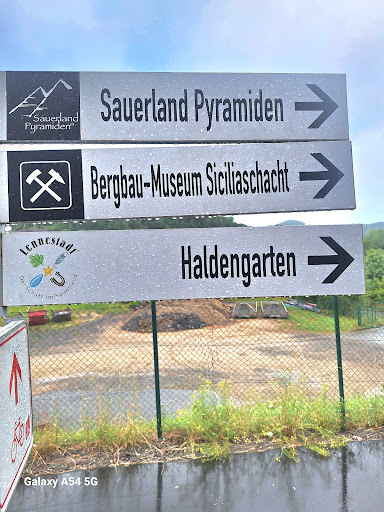 Sauerland
Pyramiden
Sauerland Pyramiden
Bergbau-Museum Siciliaschacht
Lennestadt
Haldengarten
Galaxy A54 5G